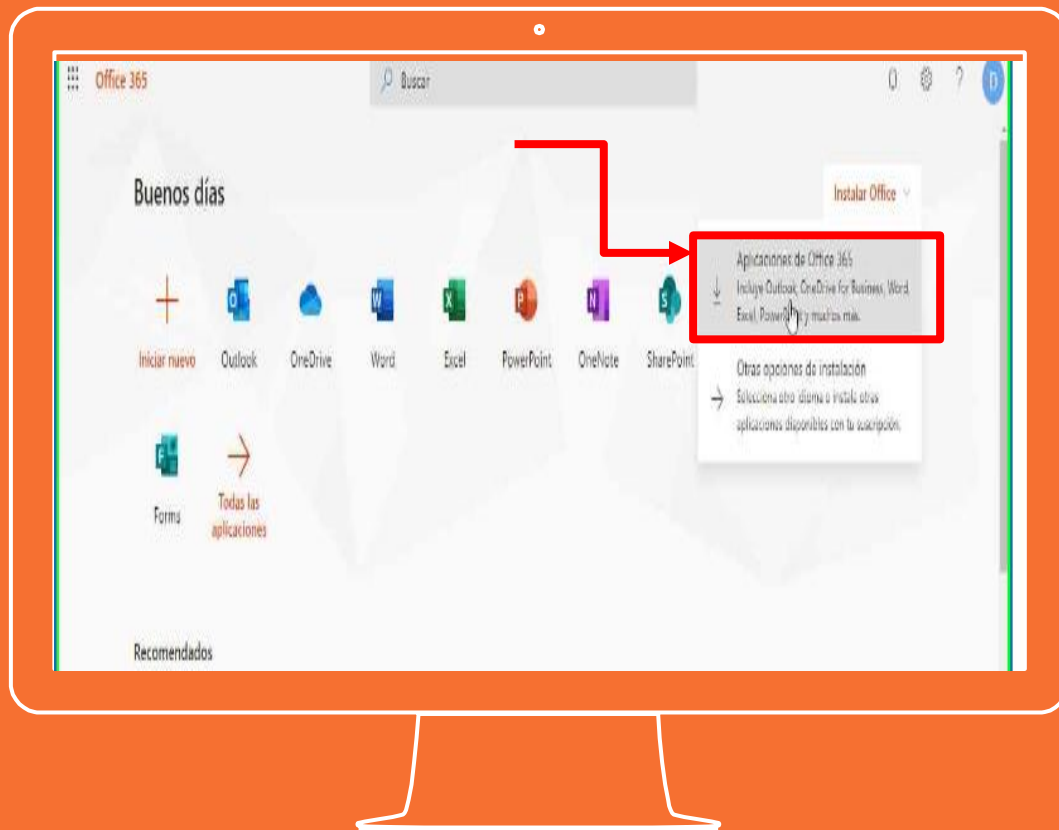 Office 365
Buscar
?
D
Buenos días
Instalar Office
Aplicaciones de Office 365
Incluye Outlook, OneDrive for Business, Word,
Excel, PowerPoint y muchos más.
Otras opciones de instalación
Selecciona otro idioma o instala otras
aplicaciones disponibles con tu suscripción.
Iniciar nuevo
Outlook
OneDrive
Word
Excel
PowerPoint
OneNote
SharePoint
Forms
Todas las
aplicaciones
Recomendados